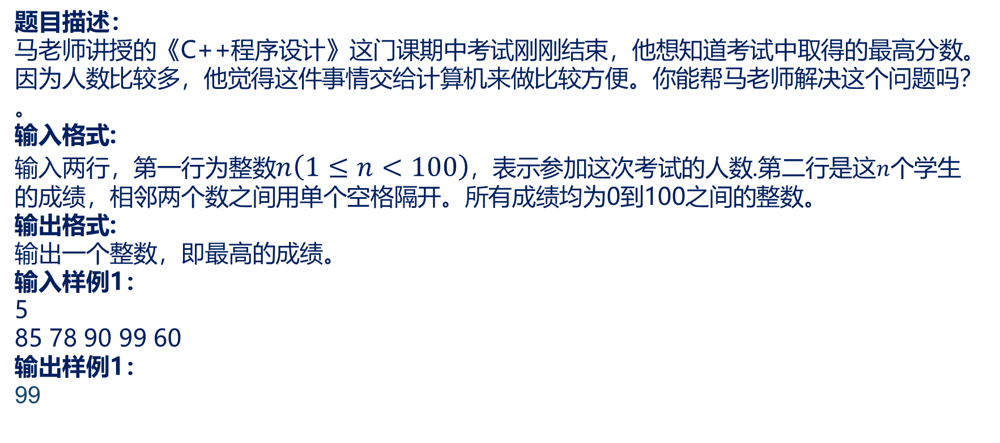 题目描述：
马老师讲授的《C++程序设计》这门课期中考试刚刚结束，他想知道考试中取得的最高分数。
因为人数比较多，他觉得这件事情交给计算机来做比较方便。你能帮马老师解决这个问题吗？
。
输入格式:
输入两行，第一行为整数n(1 ≤ n < 100)，表示参加这次考试的人数.第二行是这n个学生
的成绩，相邻两个数之间用单个空格隔开。所有成绩均为0到100之间的整数。
输出格式:
输出一个整数，即最高的成绩。
输入样例1：
5
85 78 90 99 60
输出样例1：
99